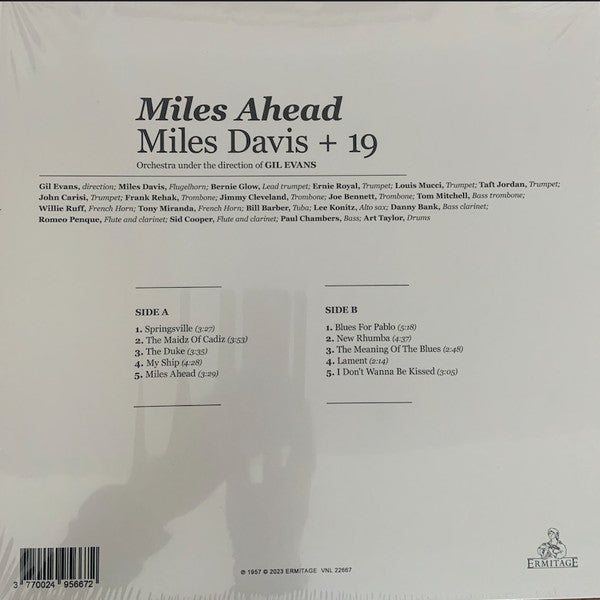 Miles Ahead
Miles Davis + 19
Orchestra under the direction of GIL EVANS
Gil Evans, direction; Miles Davis, Flugelhorn; Bernie Glow, Lead trumpet; Ernie Royal, Trumpet; Louis Mucci, Trumpet; Taft Jordan, Trumpet;
John Carisi, Trumpet; Frank Rehak, Trombone; Jimmy Cleveland, Trombone; Joe Bennett, Trombone; Tom Mitchell, Bass trombone;
Willie Ruff, French Horn; Tony Miranda, French Horn; Bill Barber, Tuba; Lee Konitz, Alto sax; Danny Bank, Bass clarinet;
Romeo Penque, Flute and clarinet; Sid Cooper, Flute and clarinet; Paul Chambers, Bass; Art Taylor, Drums
SIDE A
1. Springsville (3:27)
2. The Maidz Of Cadiz (3:53)
3. The Duke (3:35)
4. My Ship (4:28)
5. Miles Ahead (3:29)
SIDE B
1. Blues For Pablo (5:18)
2. New Rhumba (4:37)
3. The Meaning Of The Blues (2:48)
4. Lament (2:14)
5. I Don't Wanna Be Kissed (3:05)
3 770024 956672
℗ 1957 © 2023 ERMITAGE VNL 22667
ERMITAGE